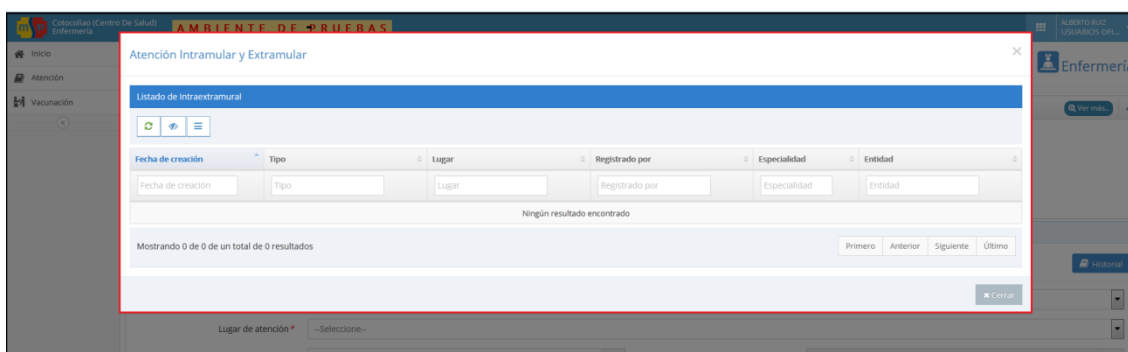 Cotocollao (Centro De Salud)
Enfermería
AMBIENTE DE PRUEBAS
ALBERTO RUIZ
USUARIOS OFI...
Inicio
Atención
Vacunación
Enfermería
Ver más..
Atención Intramular y Extramular
Listado de Intraextramural
Fecha de creación Tipo Lugar Registrado por Especialidad Entidad
Fecha de creación Tipo Lugar Registrado por Especialidad Entidad
Ningún resultado encontrado
Mostrando 0 de 0 de un total de 0 resultados
Primero Anterior Siguiente Último
Historial
Cerrar
Lugar de atención * --Seleccione--